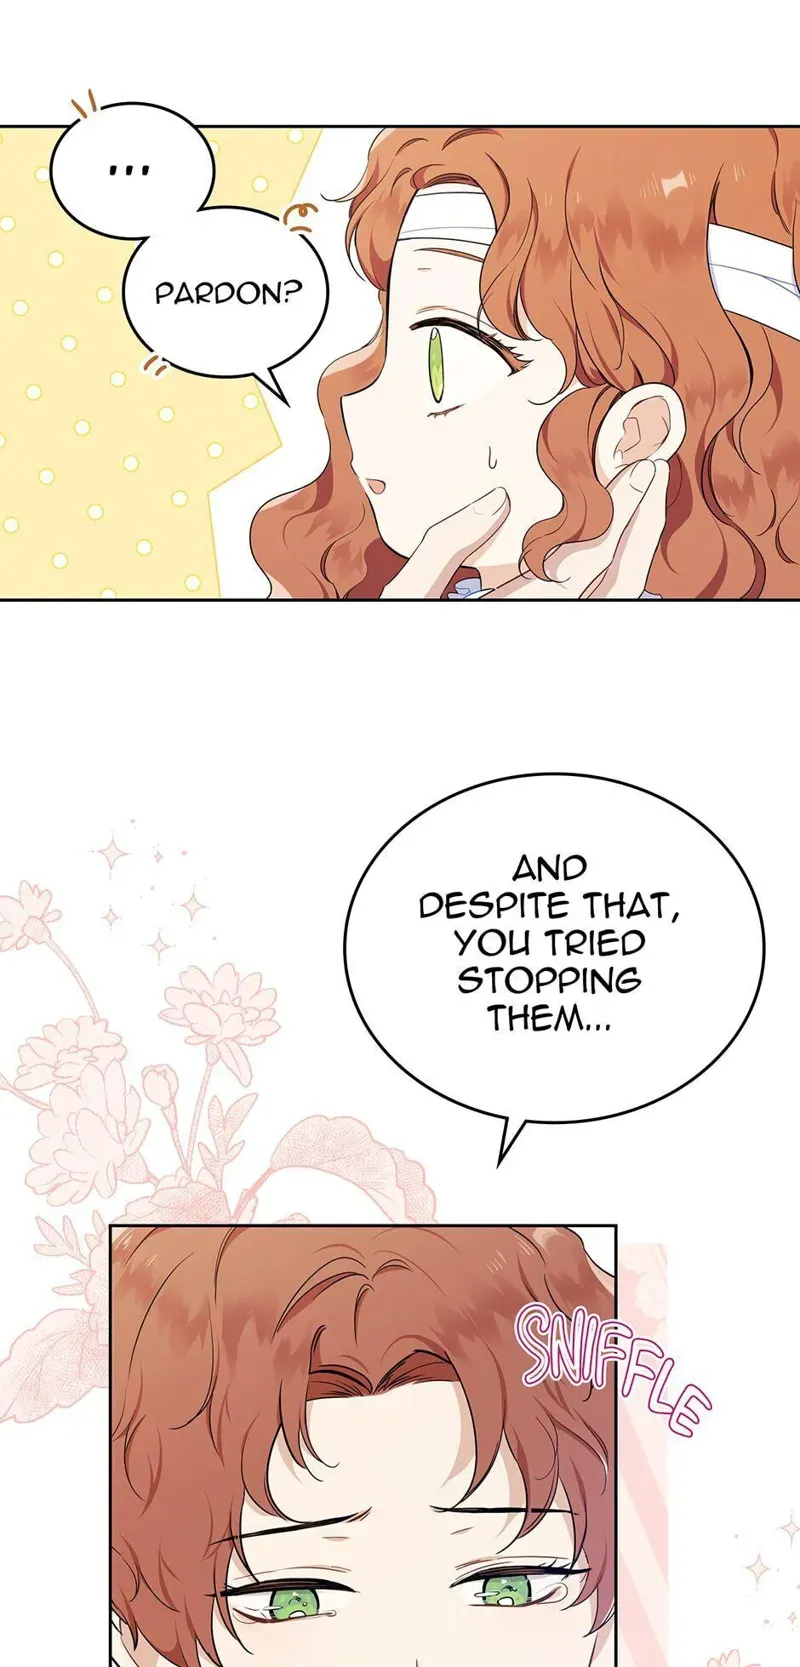 ...
PARDON?
AND
DESPITE THAT,
YOU TRIED
STOPPING
THEM...
SNIFFLE